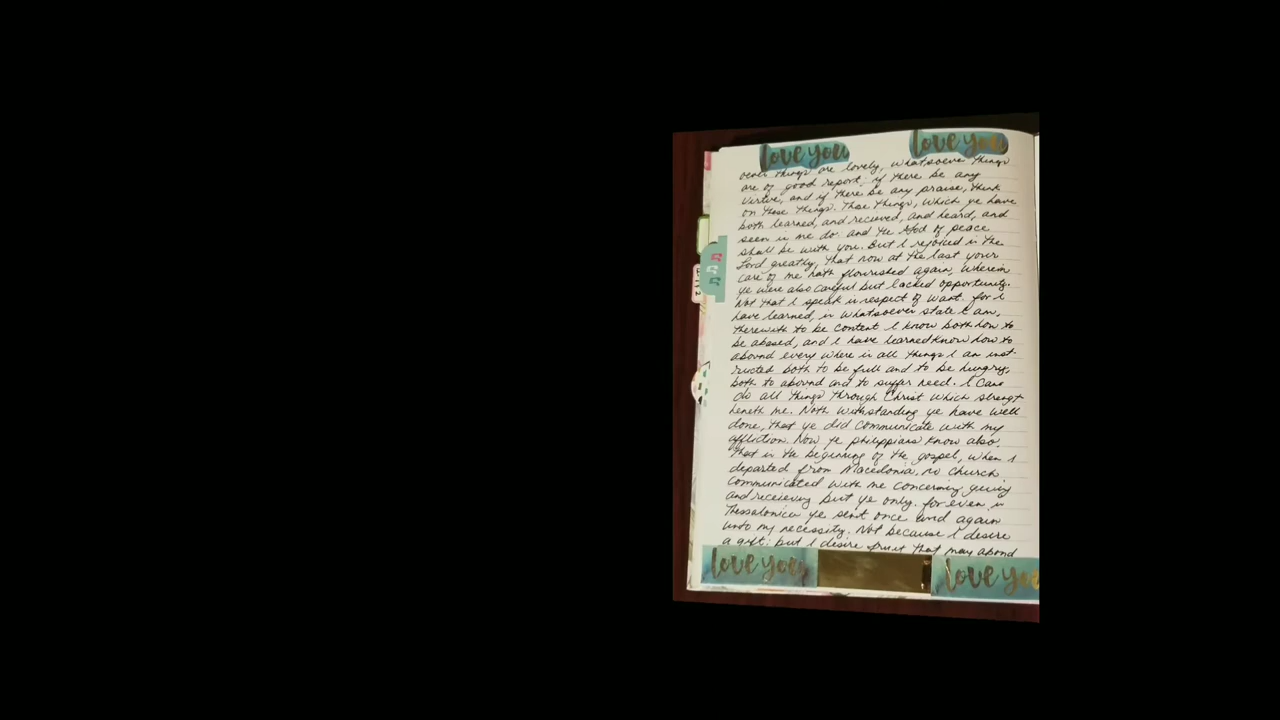 love you love you
things are lovely, whatsoever things
are of good report; if there be any
virtue, and if there be any praise, think
on these things. Those things, which ye have
both learned, and recieved, and heard, and
seen in me do. and the God of peace
shall be with you. But I rejoiced in the
Lord greatly, that now at the last your
care of me hath flourished again, wherein
ye were also careful but lacked opportunity.
Not that I speak in respect of want. for I
have learned, in whatsoever state I am,
therewith to be content I know both how to
be abased, and I have learned know how to
abound every where in all things I am inst-
ructed both to be full and to be hungry,
both to abound and to suffer need. I can
do all things through Christ which strengt
heneth me. Noth withstanding ye have well
done, that ye did communicate with my
affliction. Now ye philippians know also,
that in the beginning of the gospel, when I
departed from Macedonia, no church
communicated with me concerning giving
and receieving but ye only. for even in
Thessalonica ye sent once and again
unto my necessity. Not because I desire
a gift: but I desire fruit that may abond
love you love you